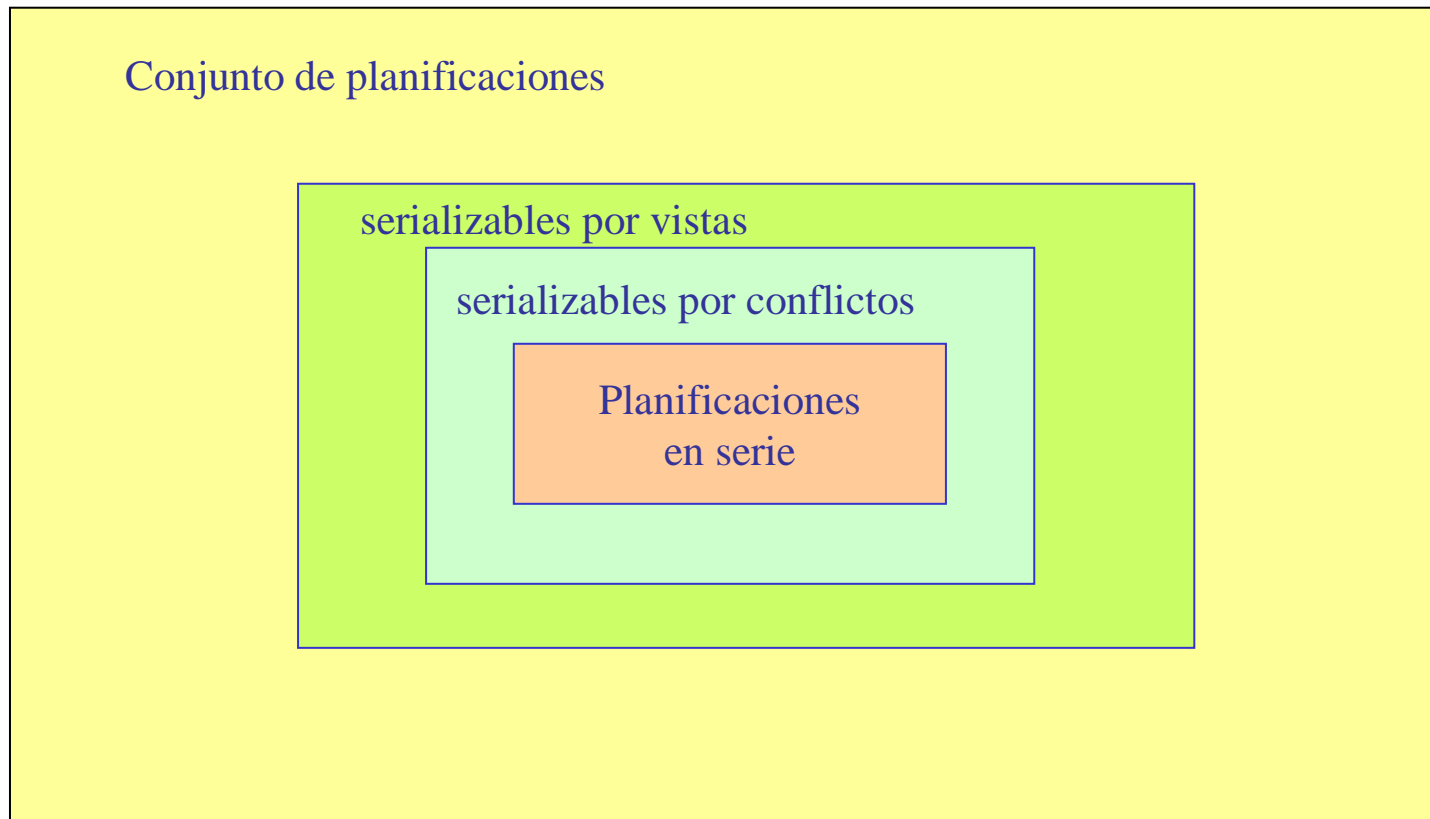 Conjunto de planificaciones
serializables por vistas
serializables por conflictos
Planificaciones
en serie